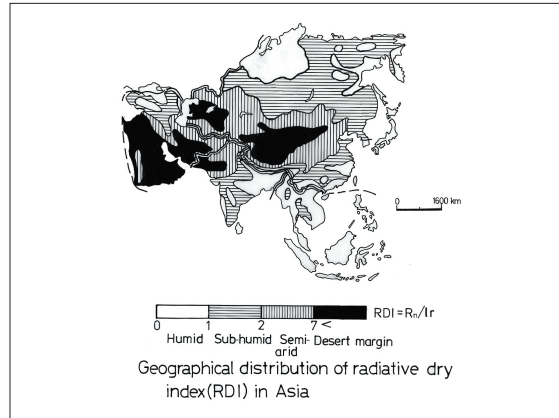 0 1600 km
RDI=Rn/lr
0 1 2 7 <
Humid Sub-humid Semi-arid Desert margin
Geographical distribution of radiative dry
index(RDI) in Asia